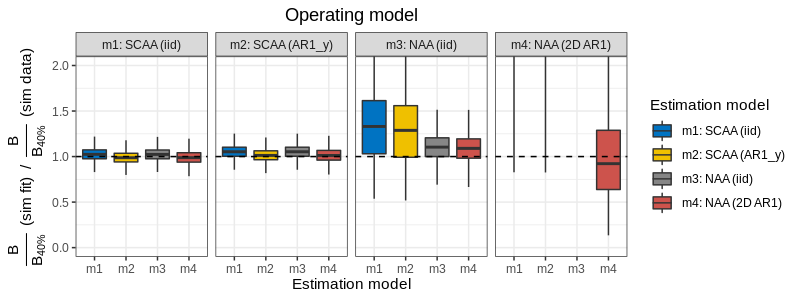 Operating model
m1: SCAA (iid)
m2: SCAA (AR1_y)
m3: NAA (iid)
m4: NAA (2D AR1)
B / B40% (sim fit) / B / B40% (sim data)
2.0
1.5
1.0
0.5
0.0
m1 m2 m3 m4
m1 m2 m3 m4
m1 m2 m3 m4
m1 m2 m3 m4
Estimation model
Estimation model
m1: SCAA (iid)
m2: SCAA (AR1_y)
m3: NAA (iid)
m4: NAA (2D AR1)